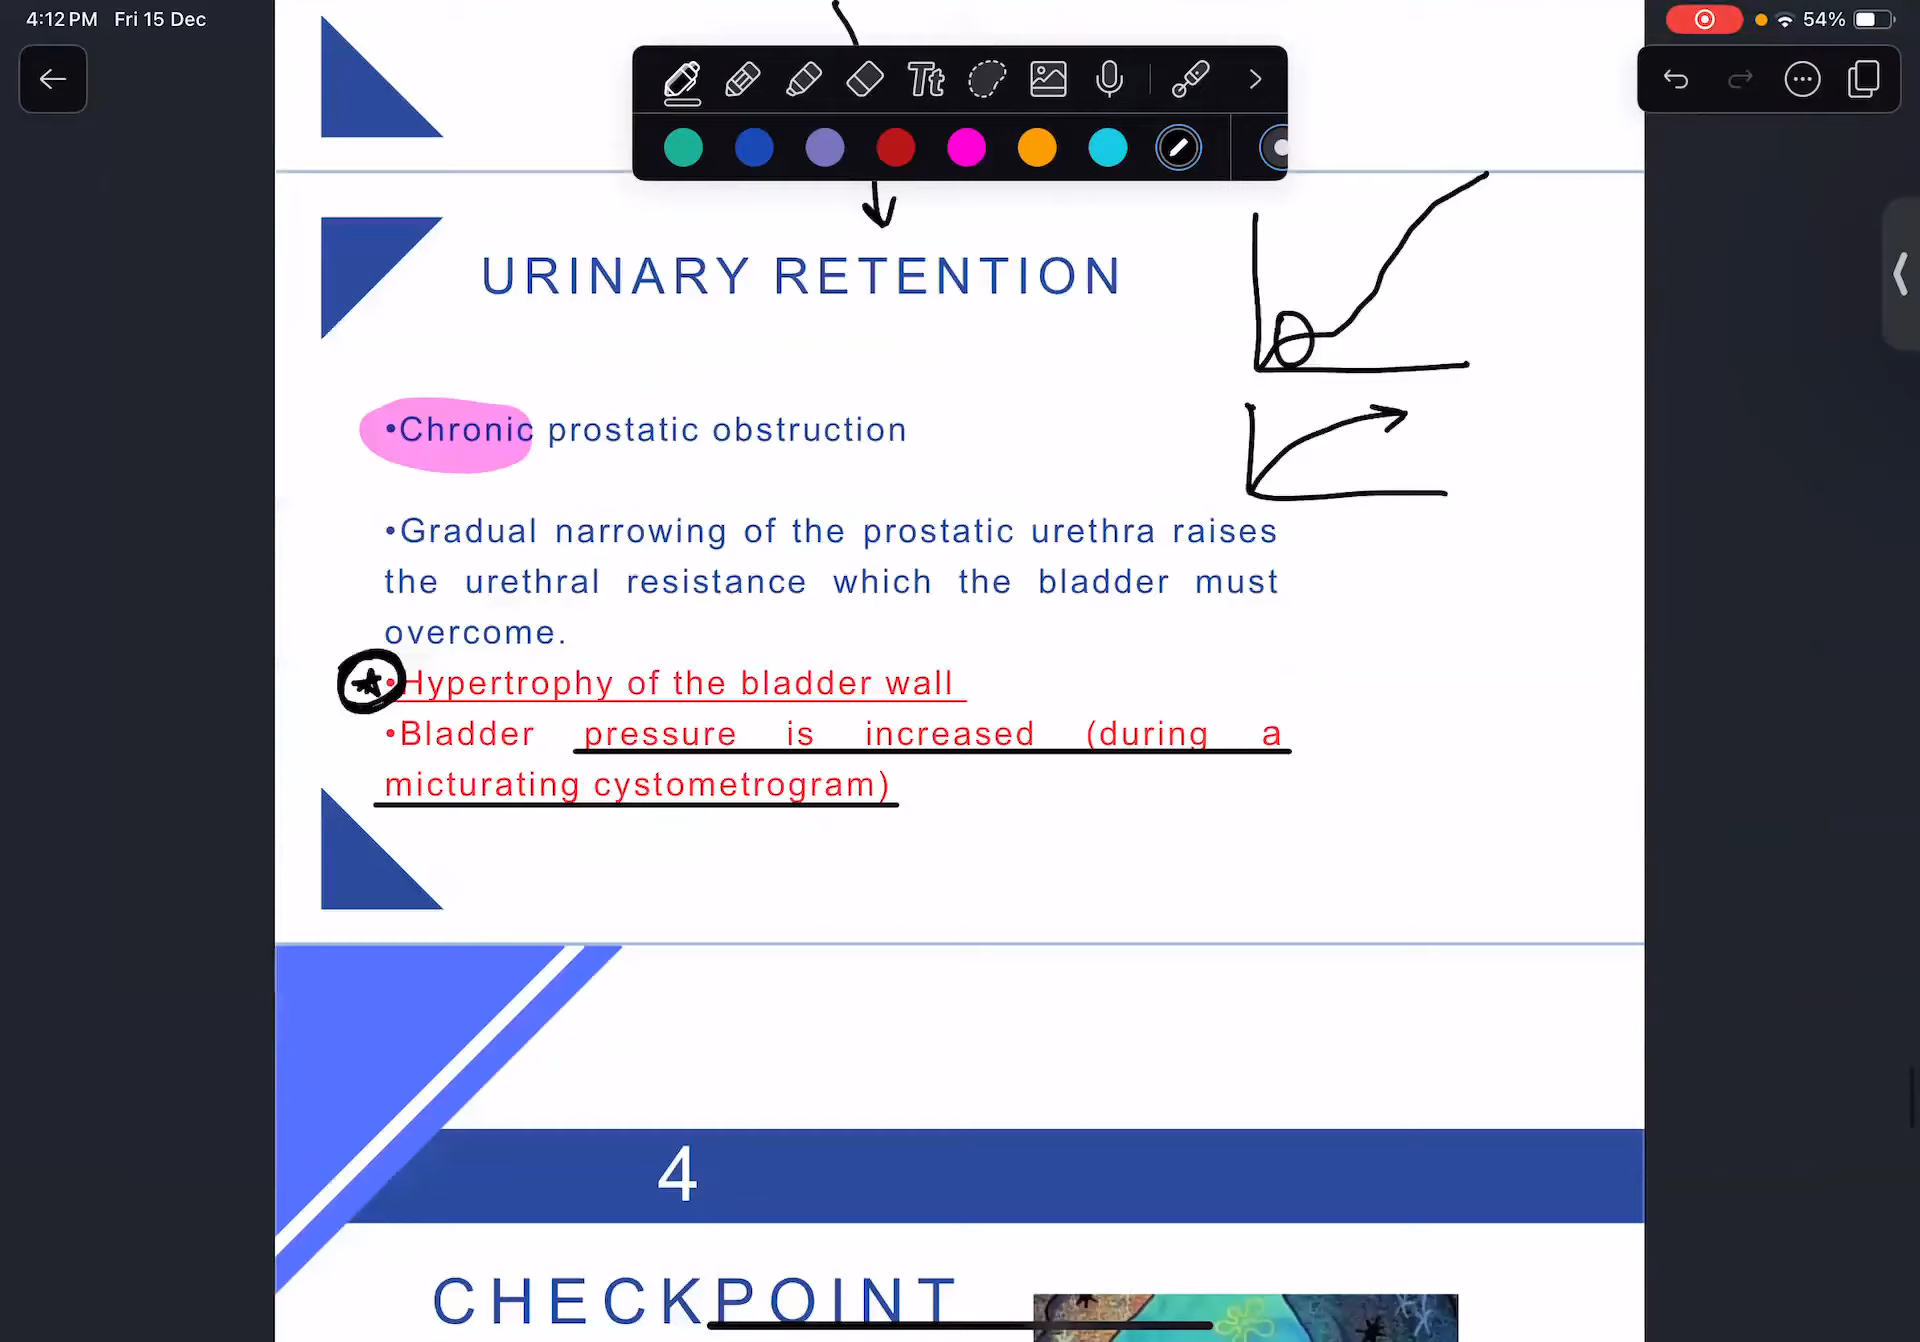 4:12 PM Fri 15 Dec
54%
Tt
URINARY RETENTION
•Chronic prostatic obstruction
•Gradual narrowing of the prostatic urethra raises
the urethral resistance which the bladder must
overcome.
•Hypertrophy of the bladder wall
•Bladder pressure is increased (during a
micturating cystometrogram)
4
CHECKPOINT